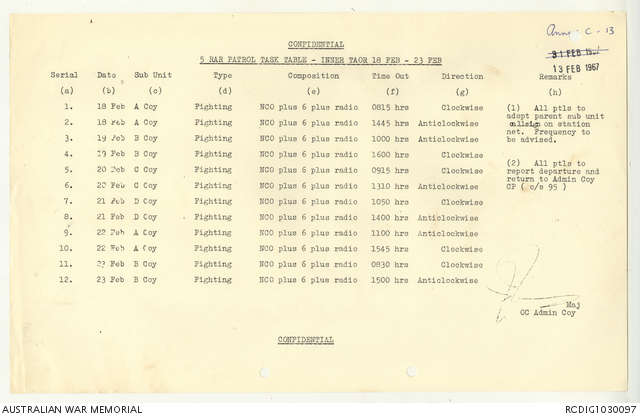 Annex C-13
CONFIDENTIAL
31 FEB 1967
13 FEB 1967
5 RAR PATROL TASK TABLE - INNER TAOR 18 FEB - 23 FEB
Serial Date Sub Unit Type Composition Time Out Direction Remarks
(a) (b) (c) (d) (e) (f) (g) (h)
1. 18 Feb A Coy Fighting NCO plus 6 plus radio 0815 hrs Clockwise
2. 18 Feb A Coy Fighting NCO plus 6 plus radio 1445 hrs Anticlockwise
3. 19 Feb B Coy Fighting NCO plus 6 plus radio 1000 hrs Anticlockwise
4. 19 Feb B Coy Fighting NCO plus 6 plus radio 1600 hrs Clockwise
5. 20 Feb C Coy Fighting NCO plus 6 plus radio 0915 hrs Clockwise
6. 20 Feb C Coy Fighting NCO plus 6 plus radio 1310 hrs Anticlockwise
7. 21 Feb D Coy Fighting NCO plus 6 plus radio 1050 hrs Clockwise
8. 21 Feb D Coy Fighting NCO plus 6 plus radio 1400 hrs Anticlockwise
9. 22 Feb A Coy Fighting NCO plus 6 plus radio 1100 hrs Anticlockwise
10. 22 Feb A Coy Fighting NCO plus 6 plus radio 1545 hrs Clockwise
11. 23 Feb B Coy Fighting NCO plus 6 plus radio 0830 hrs Clockwise
12. 23 Feb B Coy Fighting NCO plus 6 plus radio 1500 hrs Anticlockwise
(1) All ptls to
adopt parent sub unit
callsign on station
net. Frequency to
be advised.
(2) All ptls to
report departure and
return to Admin Coy
CP ( c/s 95 )
Maj
OC Admin Coy
CONFIDENTIAL
AUSTRALIAN WAR MEMORIAL
RCDIG1030097